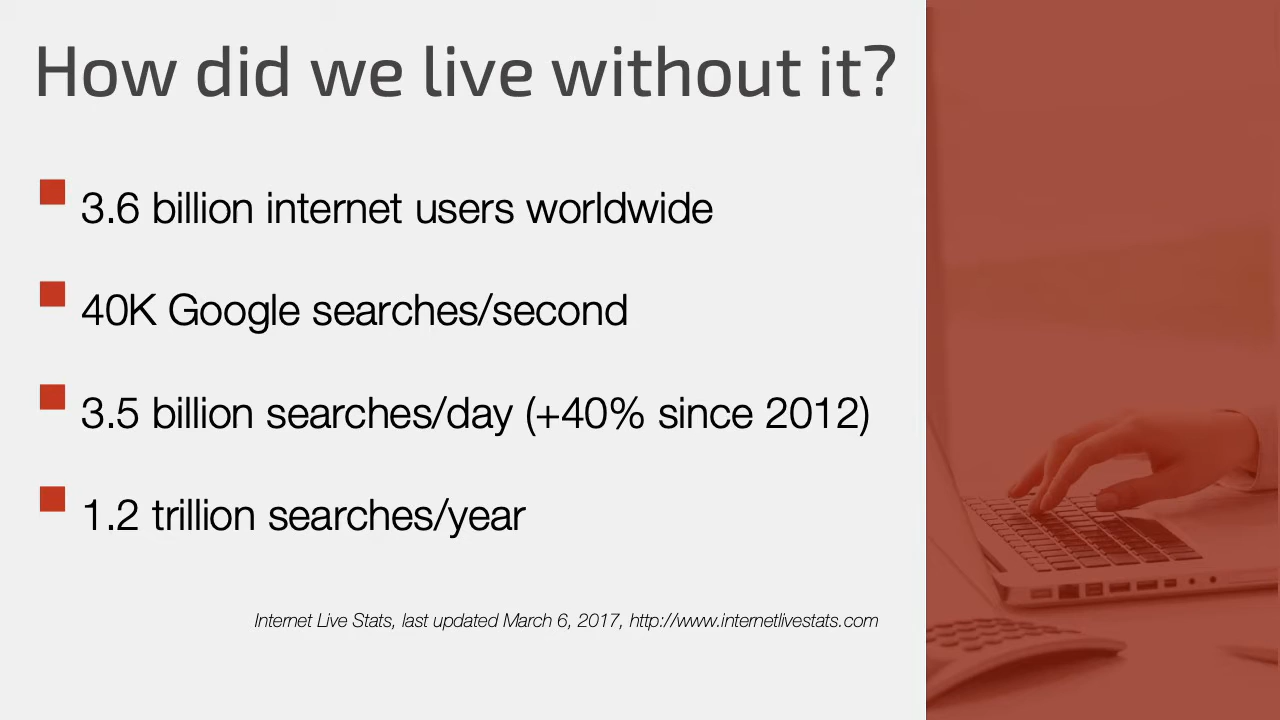 How did we live without it?
3.6 billion internet users worldwide
40K Google searches/second
3.5 billion searches/day (+40% since 2012)
1.2 trillion searches/year
Internet Live Stats, last updated March 6, 2017, http://www.internetlivestats.com